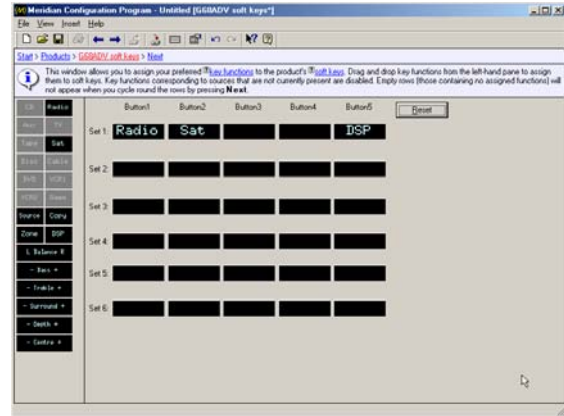 Meridian Configuration Program - Untitled [G68ADV soft keys*]
File View Insert Help
Start > Products > G68ADV soft keys > Next
This window allows you to assign your preferred key functions to the product's soft keys. Drag and drop key functions from the left-hand pane to assign
them to soft keys. Key functions corresponding to sources that are not currently present are disabled. Empty rows (those containing no assigned functions) will
not appear when you cycle round the rows by pressing Next.
CD Radio
TV
Tape Sat
Disc Cable
DVD VCR1
VCR2 Game
Source Copy
Zone DSP
L Balance R
- Bass +
- Treble +
- Surround +
- Depth +
- Centre +
Button1 Button2 Button3 Button4 Button5 Reset
Set 1: Radio Sat DSP
Set 2:
Set 3:
Set 4:
Set 5:
Set 6: